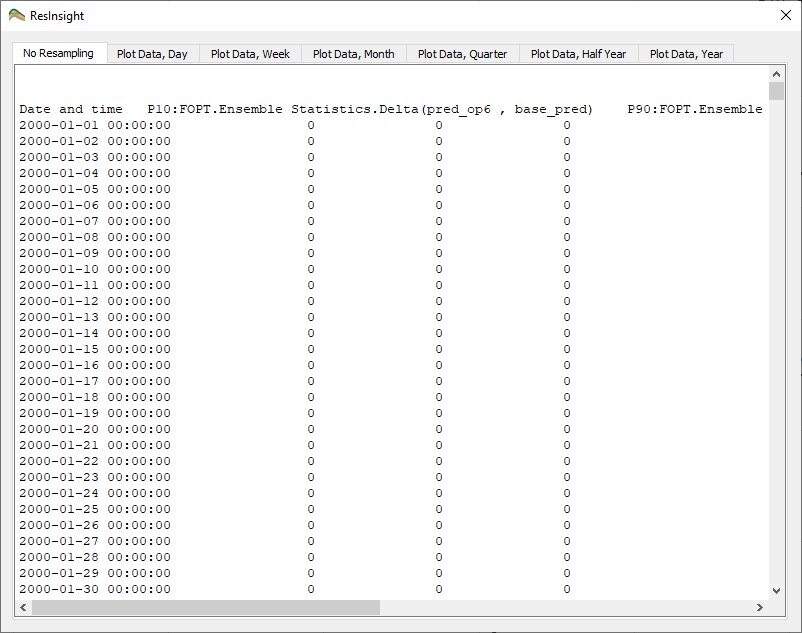 ResInsight
No Resampling Plot Data, Day Plot Data, Week Plot Data, Month Plot Data, Quarter Plot Data, Half Year Plot Data, Year
Date and time P10:FOPT.Ensemble Statistics.Delta(pred_op6 , base_pred) P90:FOPT.Ensemble
2000-01-01 00:00:00 0 0 0
2000-01-02 00:00:00 0 0 0
2000-01-03 00:00:00 0 0 0
2000-01-04 00:00:00 0 0 0
2000-01-05 00:00:00 0 0 0
2000-01-06 00:00:00 0 0 0
2000-01-07 00:00:00 0 0 0
2000-01-08 00:00:00 0 0 0
2000-01-09 00:00:00 0 0 0
2000-01-10 00:00:00 0 0 0
2000-01-11 00:00:00 0 0 0
2000-01-12 00:00:00 0 0 0
2000-01-13 00:00:00 0 0 0
2000-01-14 00:00:00 0 0 0
2000-01-15 00:00:00 0 0 0
2000-01-16 00:00:00 0 0 0
2000-01-17 00:00:00 0 0 0
2000-01-18 00:00:00 0 0 0
2000-01-19 00:00:00 0 0 0
2000-01-20 00:00:00 0 0 0
2000-01-21 00:00:00 0 0 0
2000-01-22 00:00:00 0 0 0
2000-01-23 00:00:00 0 0 0
2000-01-24 00:00:00 0 0 0
2000-01-25 00:00:00 0 0 0
2000-01-26 00:00:00 0 0 0
2000-01-27 00:00:00 0 0 0
2000-01-28 00:00:00 0 0 0
2000-01-29 00:00:00 0 0 0
2000-01-30 00:00:00 0 0 0